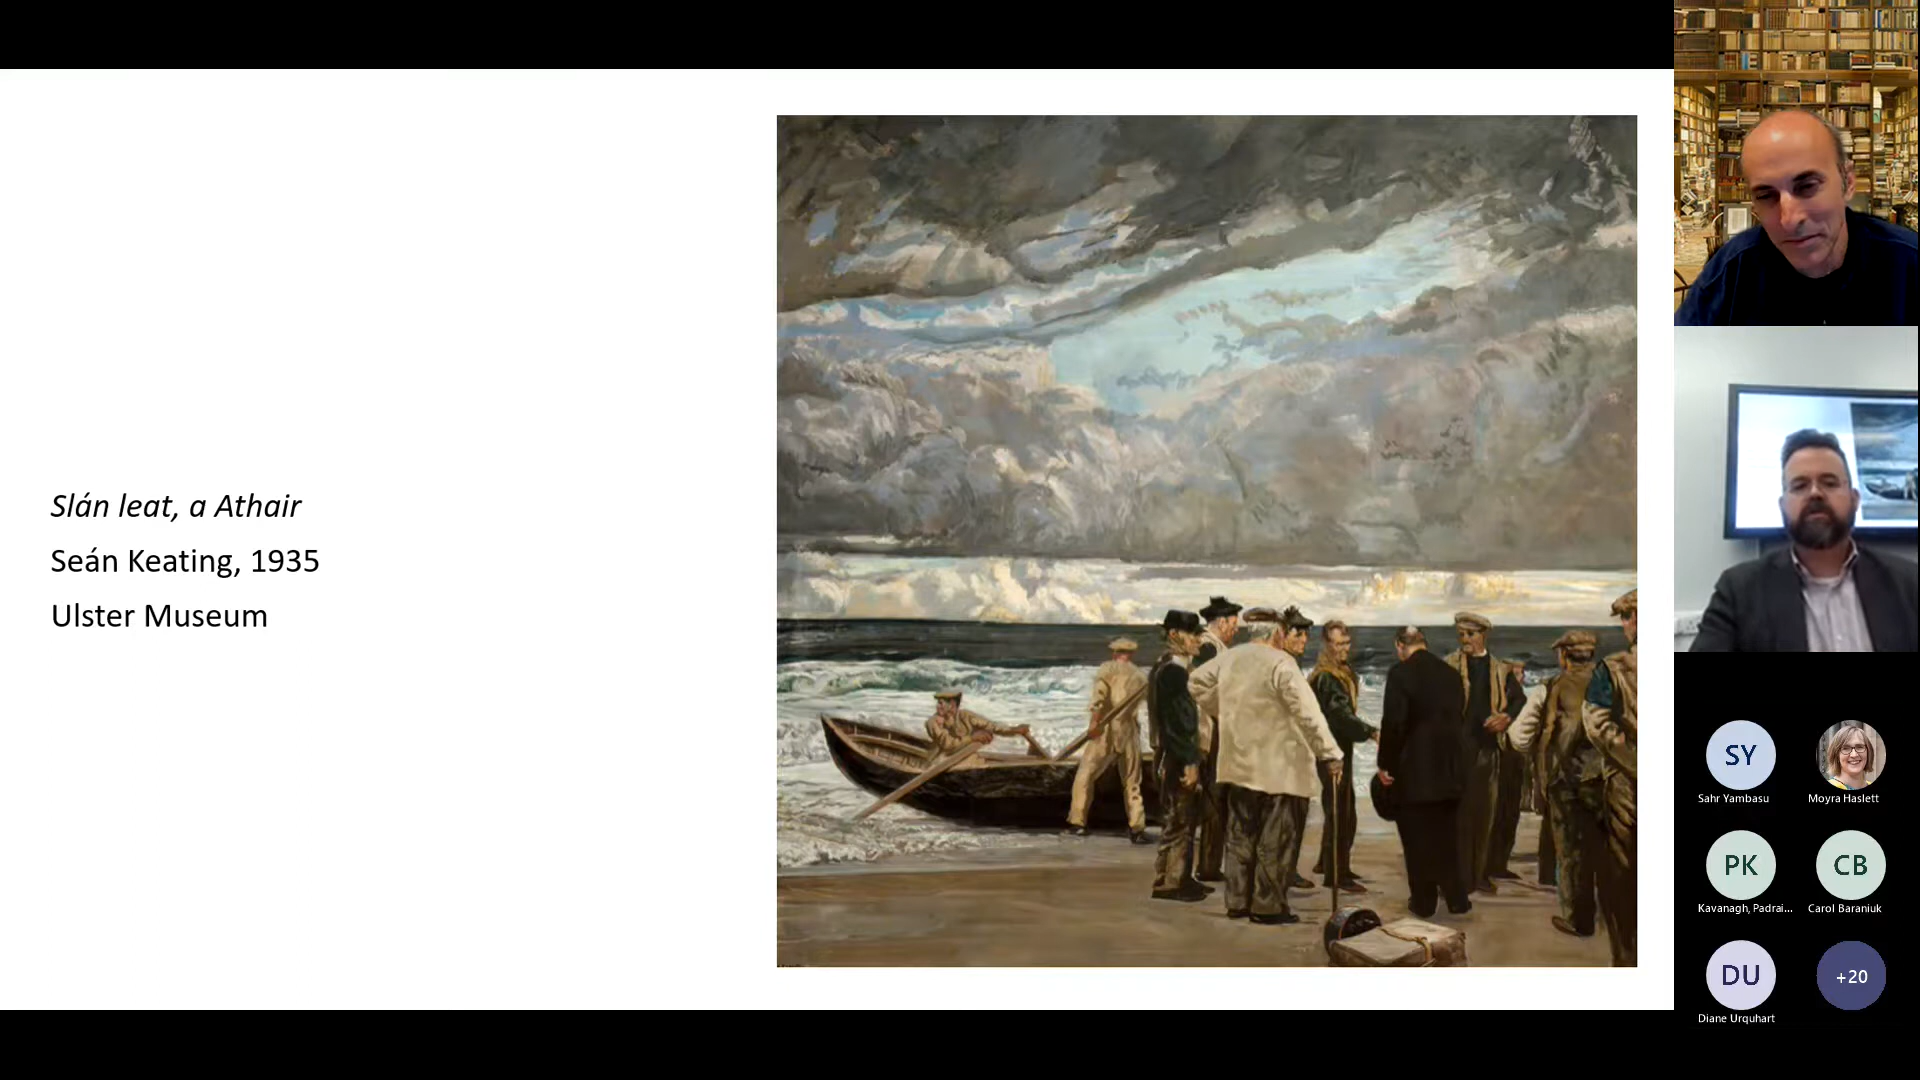 Slán leat, a Athair
Seán Keating, 1935
Ulster Museum
SY
Sahr Yambasu
Moyra Haslett
PK
Kavanagh, Padrai...
CB
Carol Baraniuk
DU
Diane Urquhart
+20